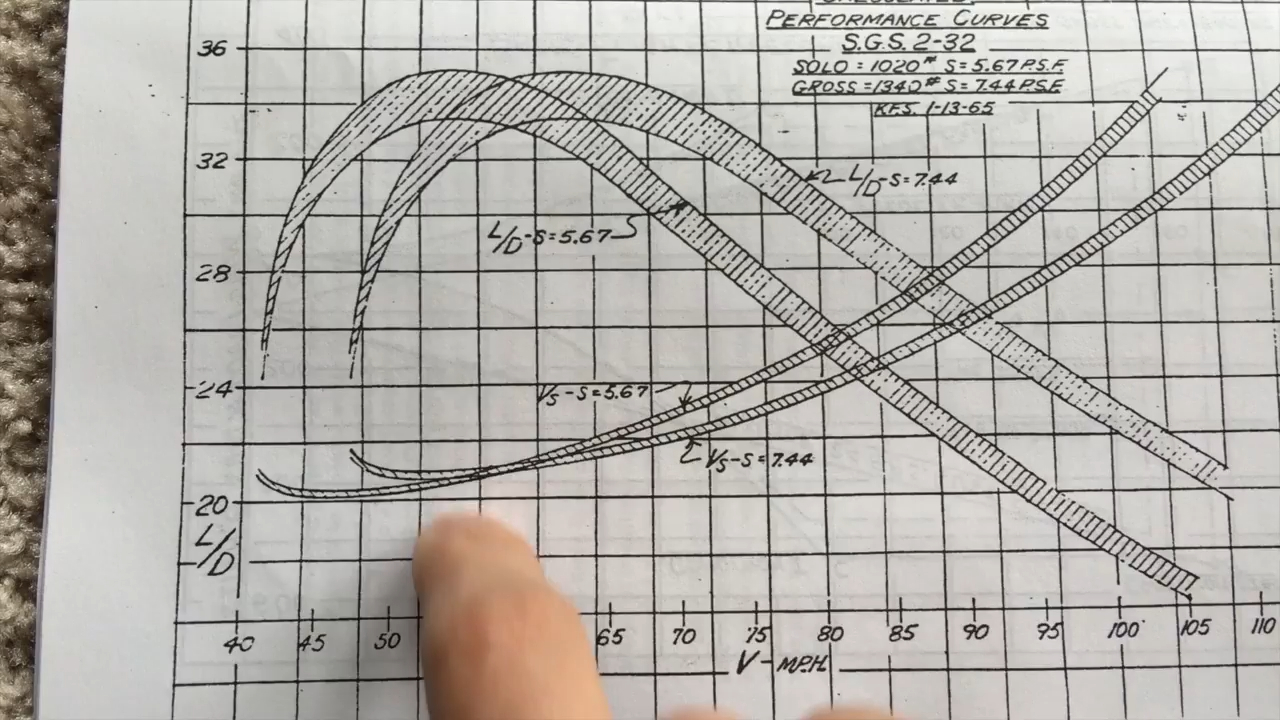 CALCULATED
PERFORMANCE CURVES
S.G.S. 2-32
SOLO = 1020# S = 5.67 P.S.F.
GROSS = 1340# S = 7.44 P.S.F.
KFS. 1-13-65
36
32
28
24
20
L/D
L/D-S=7.44
L/D-S=5.67
VS-S=5.67
VS-S=7.44
40 45 50 65 70 75 80 85 90 95 100 105 110
V-MPH